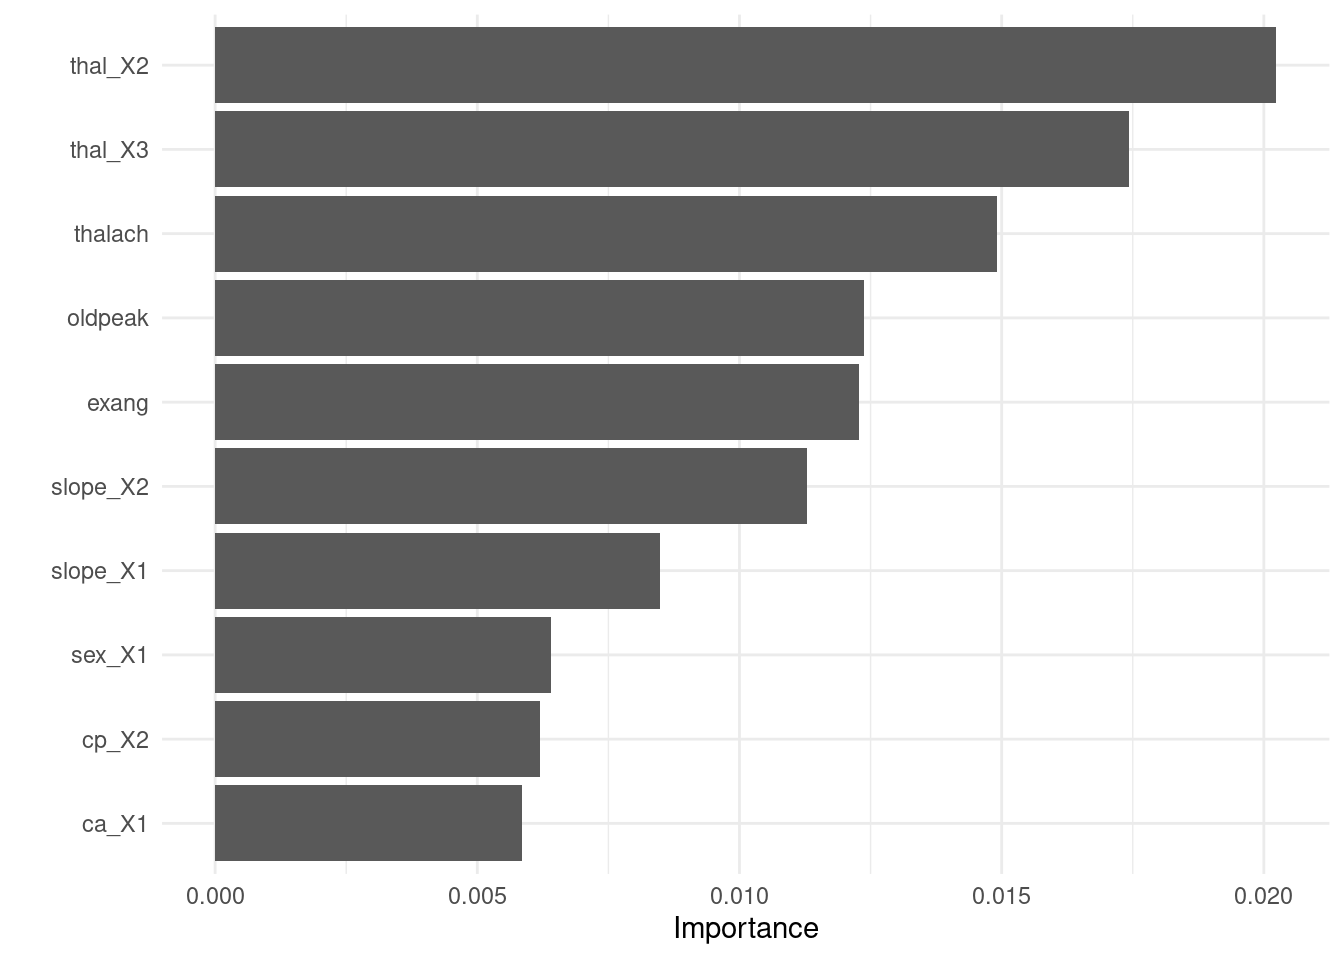 thal_X2
thal_X3
thalach
oldpeak
exang
slope_X2
slope_X1
sex_X1
cp_X2
ca_X1
0.000 0.005 0.010 0.015 0.020
Importance